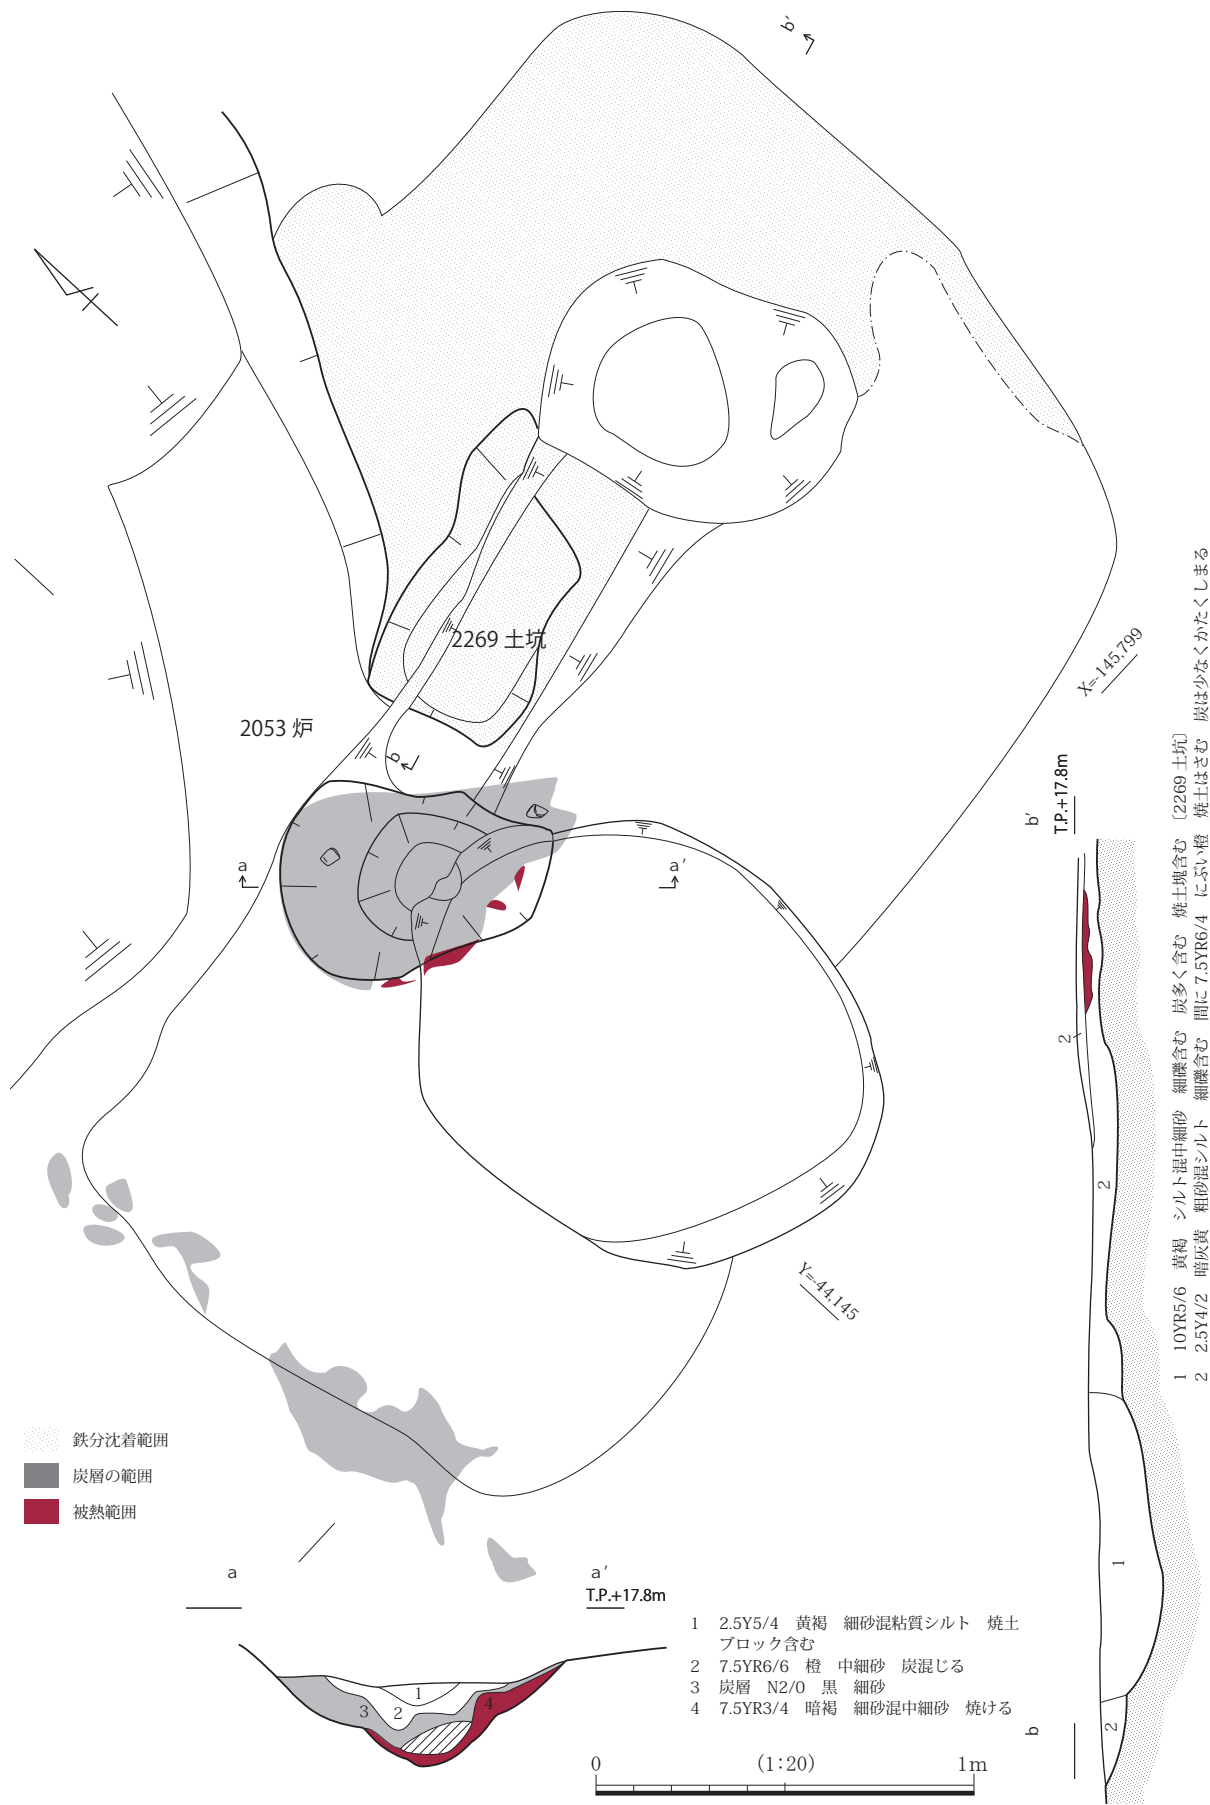 b′
2269 土坑
2053 炉
b
a
a′
X=-145,799
Y=-44,145
b′
T.P.+17.8m
2
2
1
2
b
1 10YR5/6 黄褐 シルト混中細砂 細礫含む 炭多く含む 焼土塊含む [2269 土坑]
2 2.5Y4/2 暗灰黄 粗砂混シルト 細礫含む 間に 7.5YR6/4 にぶい橙 焼土はさむ 炭は少なくかたくしまる
鉄分沈着範囲
炭層の範囲
被熱範囲
a
a′
T.P.+17.8m
1
2
3
4
1 2.5Y5/4 黄褐 細砂混粘質シルト 焼土
ブロック含む
2 7.5YR6/6 橙 中細砂 炭混じる
3 炭層 N2/0 黒 細砂
4 7.5YR3/4 暗褐 細砂混中細砂 焼ける
0 (1:20) 1m